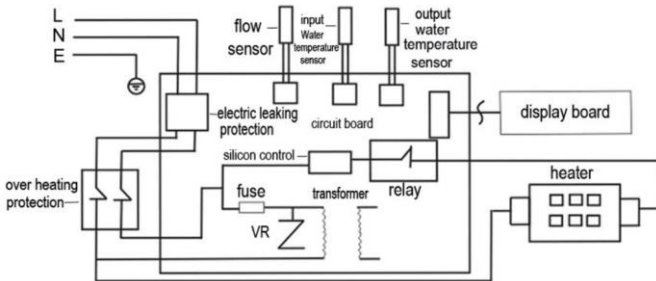 L
N
E
flow
sensor
input
Water
temperature
sensor
output
water
temperature
sensor
electric leaking
protection
circuit board
display board
silicon control
over heating
protection
fuse
transformer
relay
heater
VR